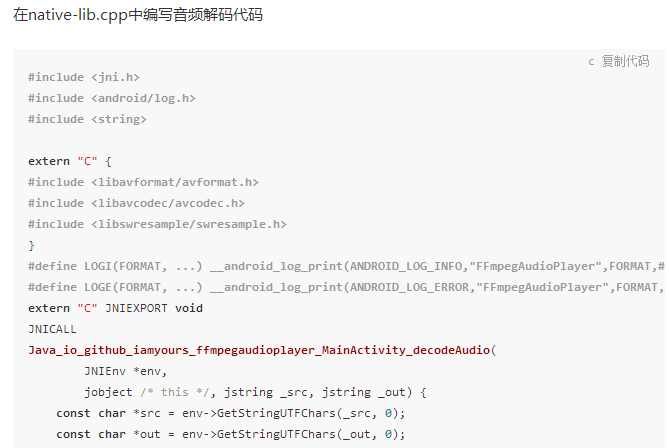 在native-lib.cpp中编写音频解码代码
c 复制代码
#include <jni.h>
#include <android/log.h>
#include <string>
extern "C" {
#include <libavformat/avformat.h>
#include <libavcodec/avcodec.h>
#include <libswresample/swresample.h>
}
#define LOGI(FORMAT, ...) __android_log_print(ANDROID_LOG_INFO,"FFmpegAudioPlayer",FORMAT,#
#define LOGE(FORMAT, ...) __android_log_print(ANDROID_LOG_ERROR,"FFmpegAudioPlayer",FORMAT,
extern "C" JNIEXPORT void
JNICALL
Java_io_github_iamyours_ffmpegaudioplayer_MainActivity_decodeAudio(
JNIEnv *env,
jobject /* this */, jstring _src, jstring _out) {
const char *src = env->GetStringUTFChars(_src, 0);
const char *out = env->GetStringUTFChars(_out, 0);